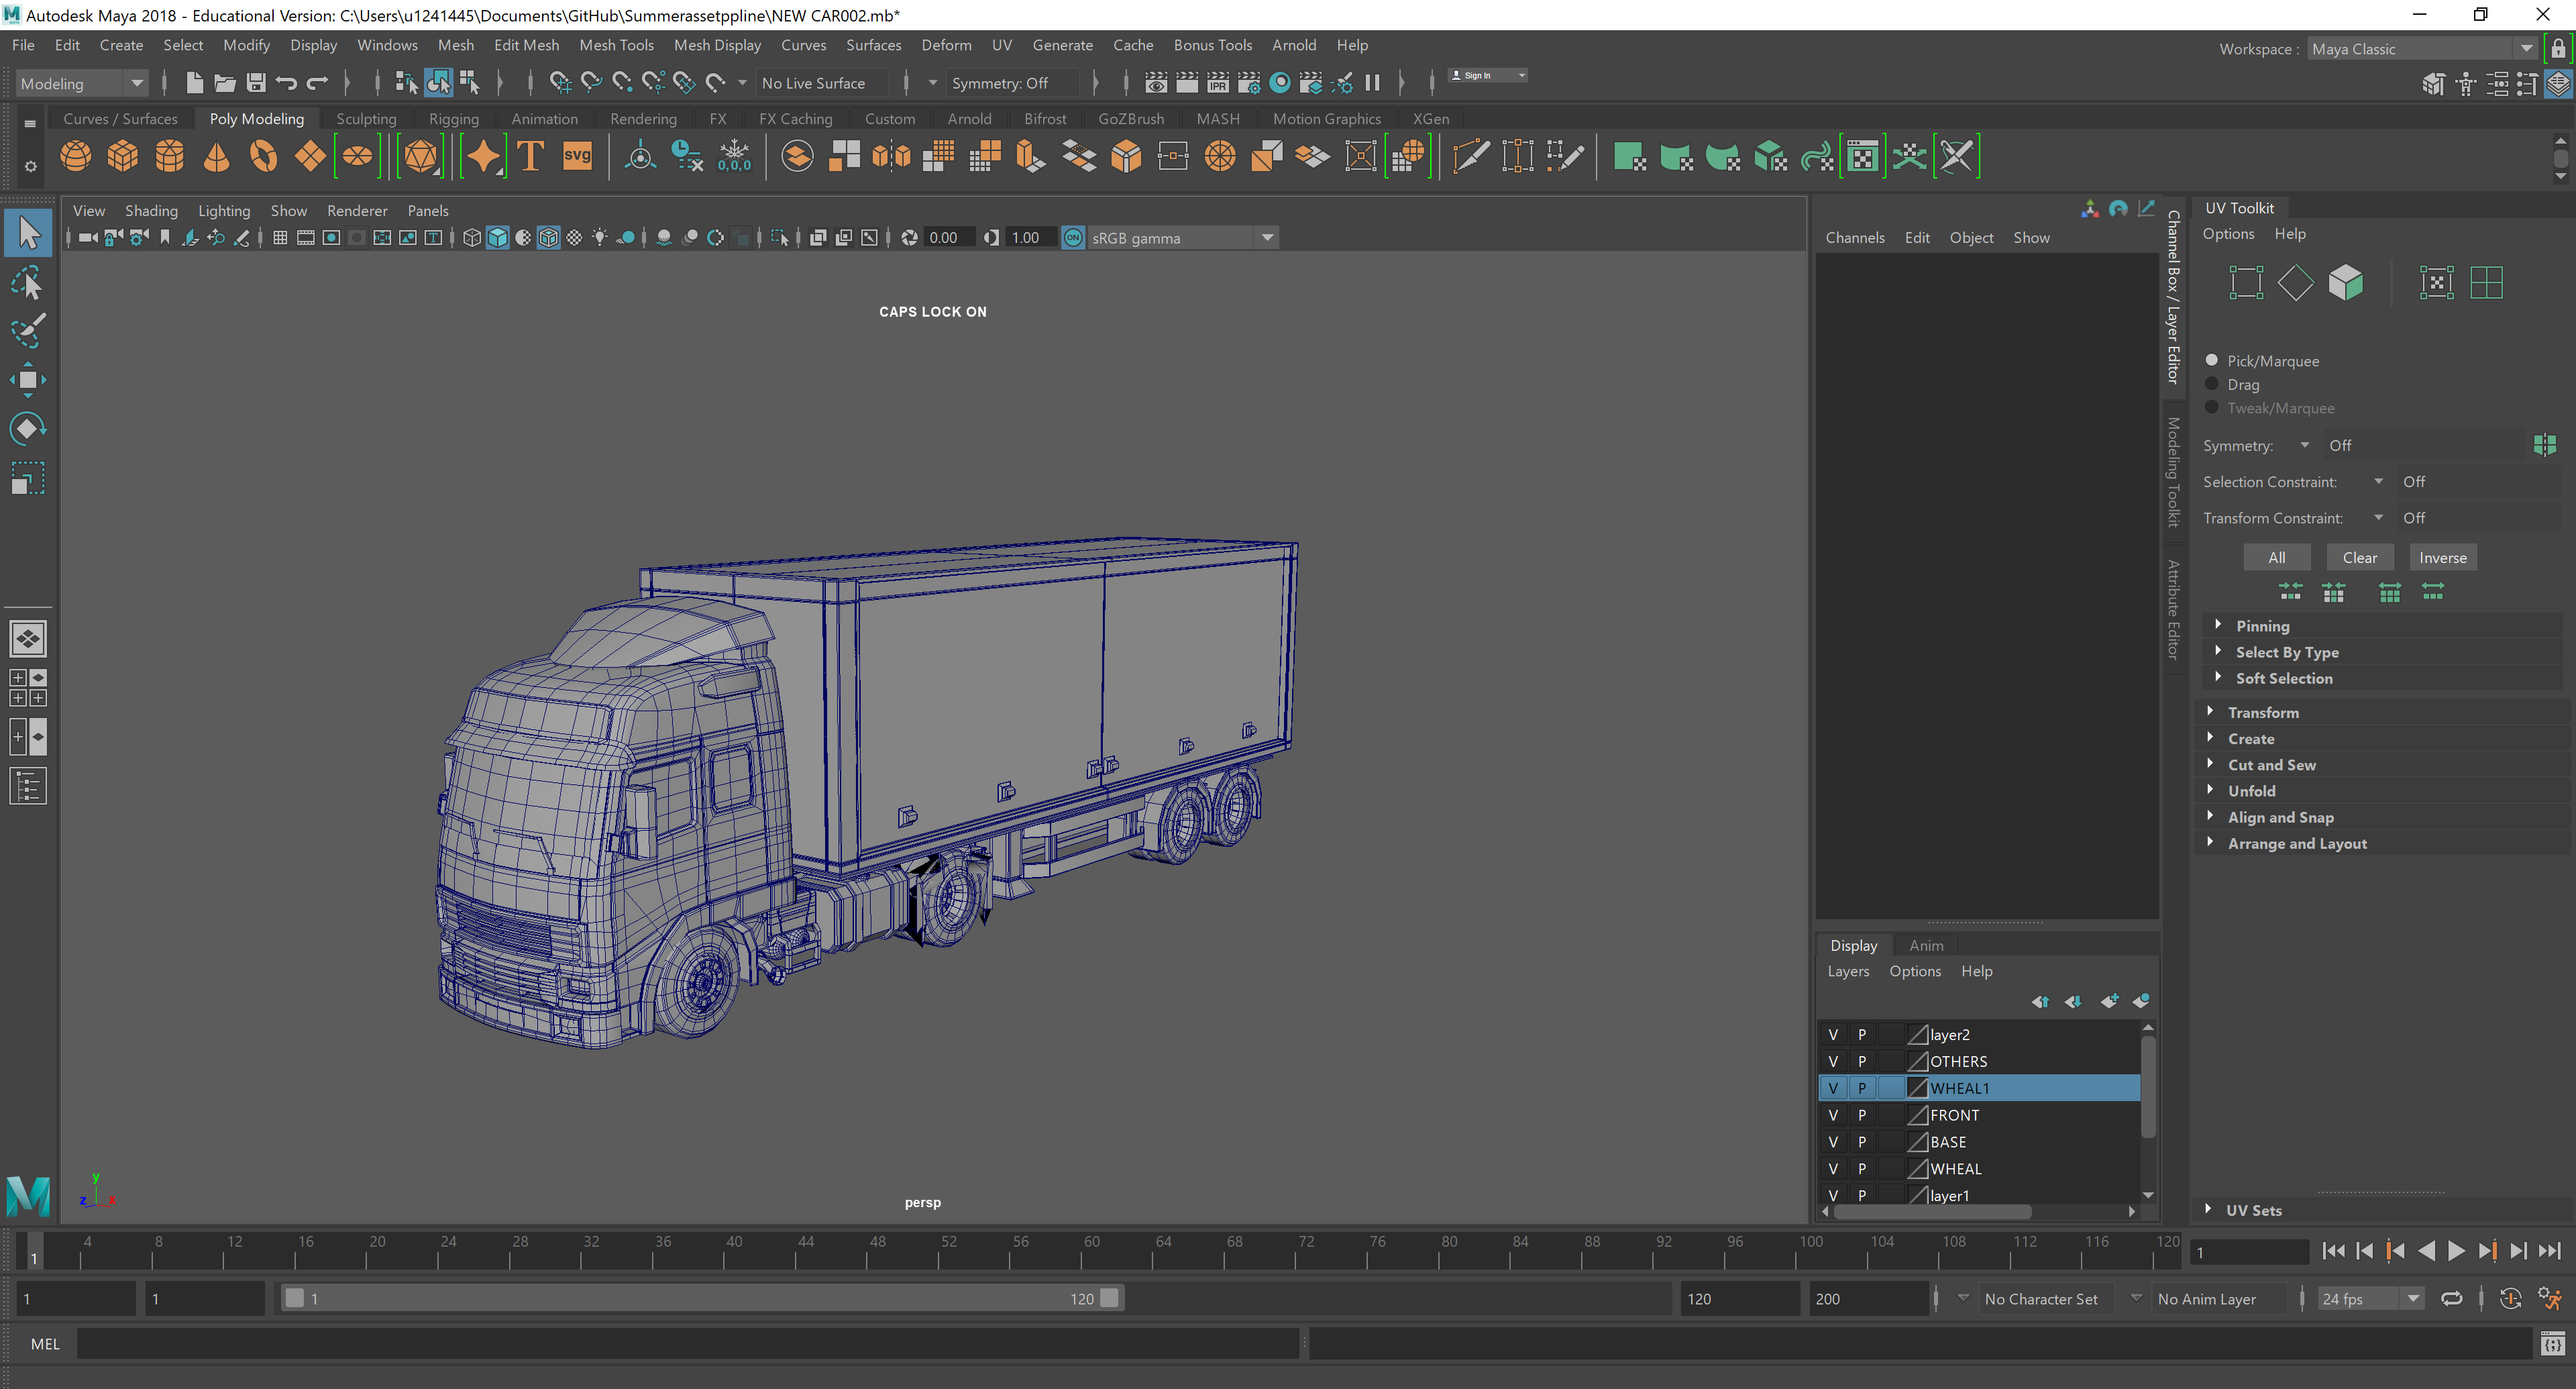 Autodesk Maya 2018 - Educational Version: C:\Users\u1241445\Documents\GitHub\Summerassetppline\NEW CAR002.mb*
File Edit Create Select Modify Display Windows Mesh Edit Mesh Mesh Tools Mesh Display Curves Surfaces Deform UV Generate Cache Bonus Tools Arnold Help
Workspace : Maya Classic
Modeling No Live Surface Symmetry: Off IPR Sign In
Curves / Surfaces Poly Modeling Sculpting Rigging Animation Rendering FX FX Caching Custom Arnold Bifrost GoZBrush MASH Motion Graphics XGen
T svg 0,0,0
View Shading Lighting Show Renderer Panels
0.00 1.00 ON sRGB gamma
CAPS LOCK ON
persp
y
z x
Channels Edit Object Show
Channel Box / Layer Editor
Modeling Toolkit
Attribute Editor
Display Anim
Layers Options Help
V P layer2
V P OTHERS
V P WHEAL1
V P FRONT
V P BASE
V P WHEAL
V P layer1
UV Toolkit
Options Help
Pick/Marquee
Drag
Tweak/Marquee
Symmetry: Off
Selection Constraint: Off
Transform Constraint: Off
All Clear Inverse
Pinning
Select By Type
Soft Selection
Transform
Create
Cut and Sew
Unfold
Align and Snap
Arrange and Layout
UV Sets
1 4 8 12 16 20 24 28 32 36 40 44 48 52 56 60 64 68 72 76 80 84 88 92 96 100 104 108 112 116 120 1
1 1 1 120 120 200 No Character Set No Anim Layer 24 fps
MEL